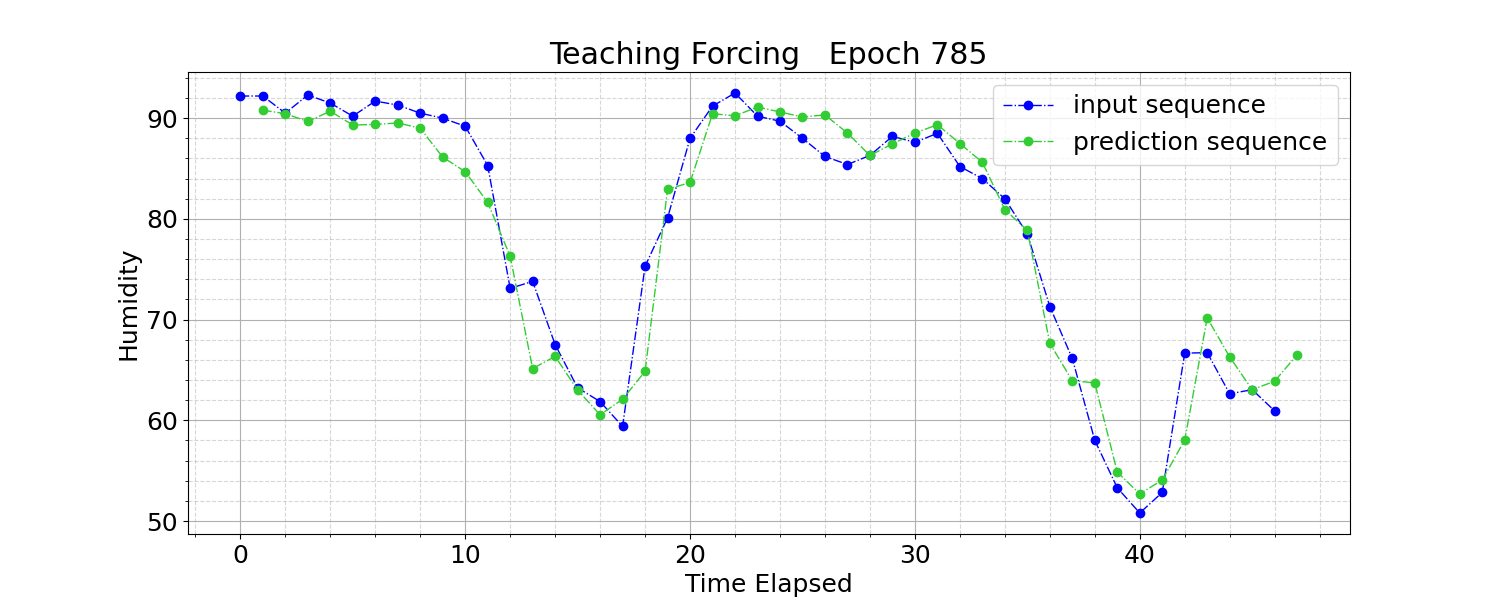 Teaching Forcing   Epoch 785
input sequence
prediction sequence
Humidity
90
80
70
60
50
0 10 20 30 40
Time Elapsed